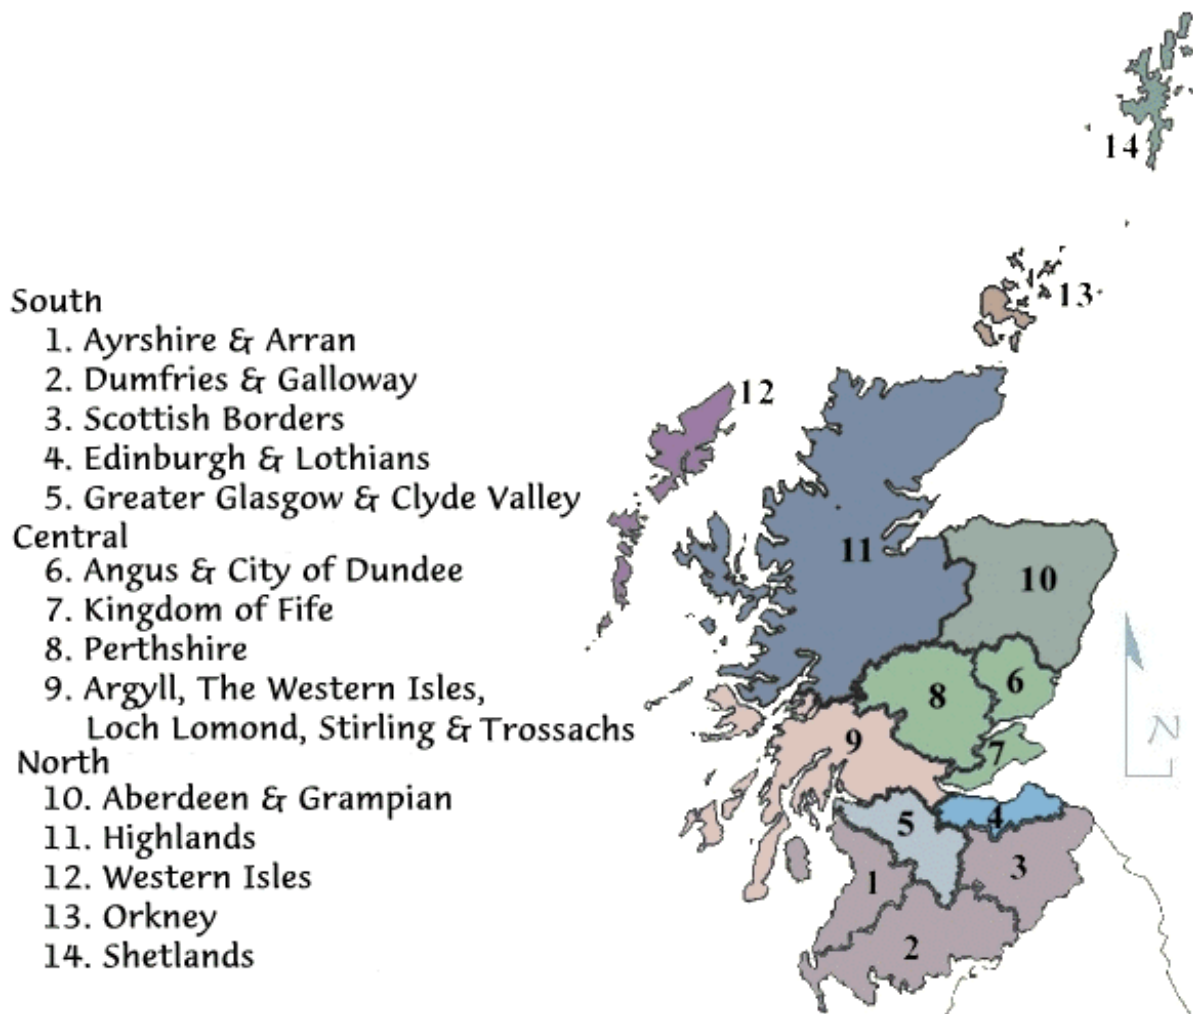 South
1. Ayrshire & Arran
2. Dumfries & Galloway
3. Scottish Borders
4. Edinburgh & Lothians
5. Greater Glasgow & Clyde Valley
Central
6. Angus & City of Dundee
7. Kingdom of Fife
8. Perthshire
9. Argyll, The Western Isles,
Loch Lomond, Stirling & Trossachs
North
10. Aberdeen & Grampian
11. Highlands
12. Western Isles
13. Orkney
14. Shetlands
14
13
12
11
10
8
6
9
7
5
4
1
3
2
N